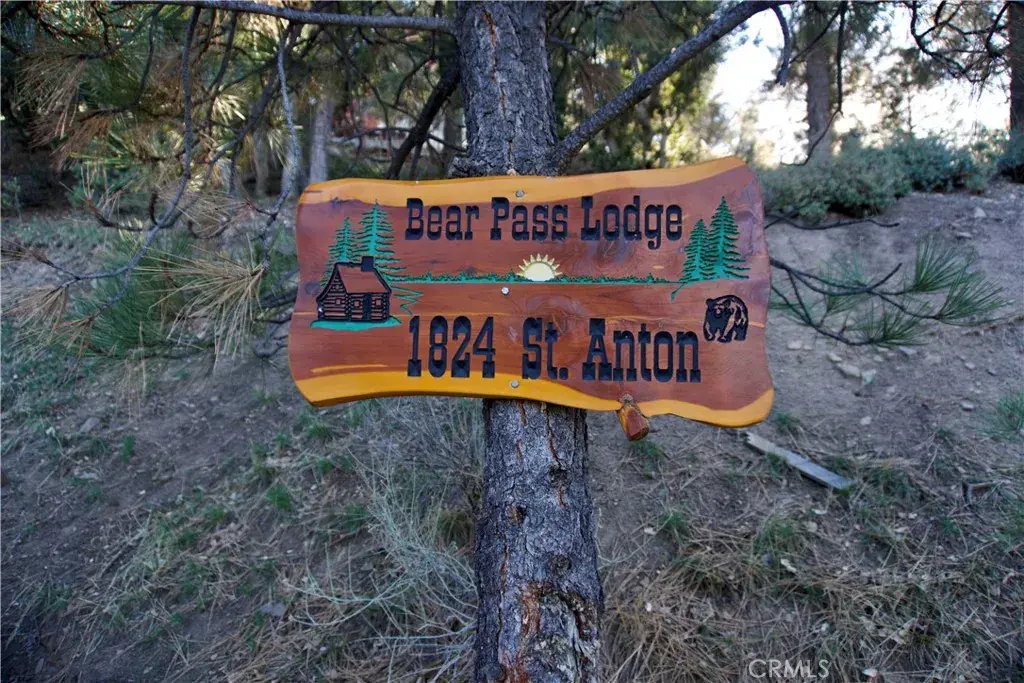 Bear Pass Lodge
1824 St. Anton
CRMLS